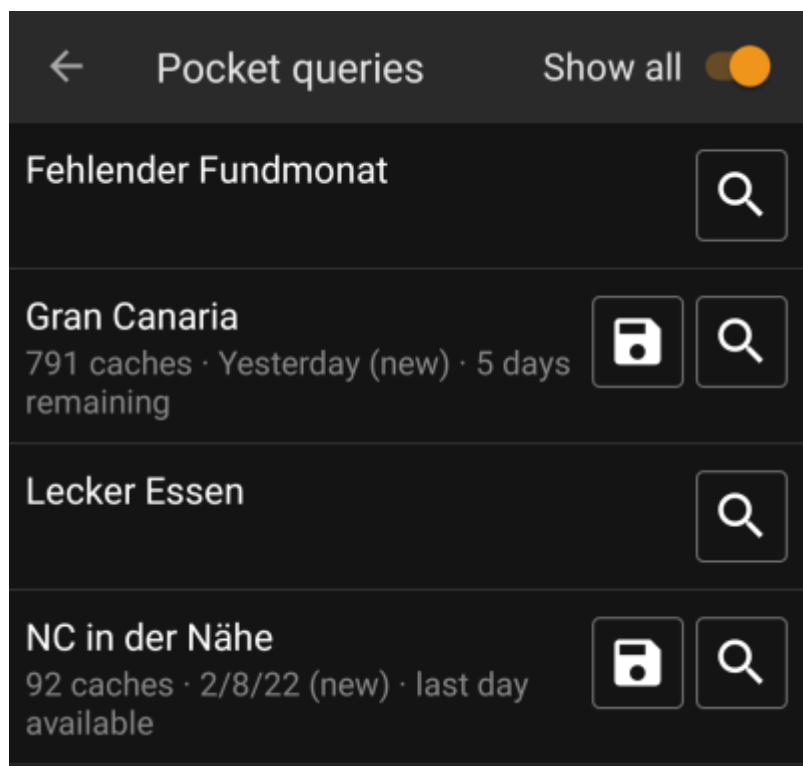 Pocket queries Show all
Fehlender Fundmonat
Gran Canaria
791 caches · Yesterday (new) · 5 days
remaining
Lecker Essen
NC in der Nähe
92 caches · 2/8/22 (new) · last day
available